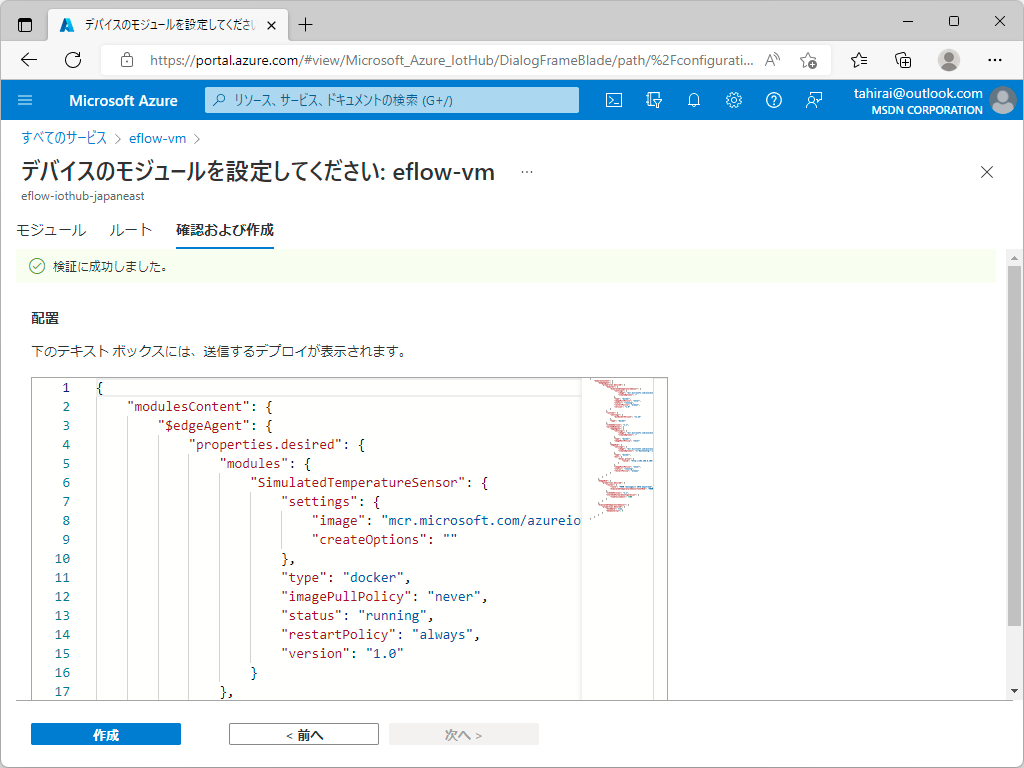 デバイスのモジュールを設定してくださ
https://portal.azure.com/#view/Microsoft_Azure_IotHub/DialogFrameBlade/path/%2Fconfigurati...
Microsoft Azure
リソース、サービス、ドキュメントの検索 (G+/)
tahirai@outlook.com
MSDN CORPORATION
すべてのサービス > eflow-vm >
デバイスのモジュールを設定してください: eflow-vm ...
eflow-iothub-japaneast
モジュール ルート 確認および作成
検証に成功しました。
配置
下のテキスト ボックスには、送信するデプロイが表示されます。
1 {
2 "modulesContent": {
3 "$edgeAgent": {
4 "properties.desired": {
5 "modules": {
6 "SimulatedTemperatureSensor": {
7 "settings": {
8 "image": "mcr.microsoft.com/azureio
9 "createOptions": ""
10 },
11 "type": "docker",
12 "imagePullPolicy": "never",
13 "status": "running",
14 "restartPolicy": "always",
15 "version": "1.0"
16 }
17 },
作成 < 前へ 次へ >